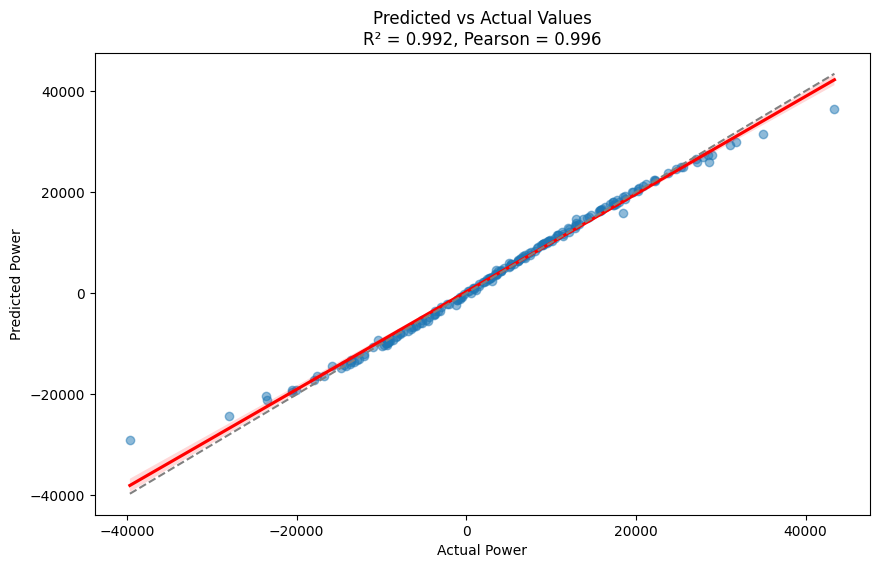 Predicted vs Actual Values
R² = 0.992, Pearson = 0.996
40000
20000
0
−20000
−40000
Predicted Power
−40000
−20000
0
20000
40000
Actual Power